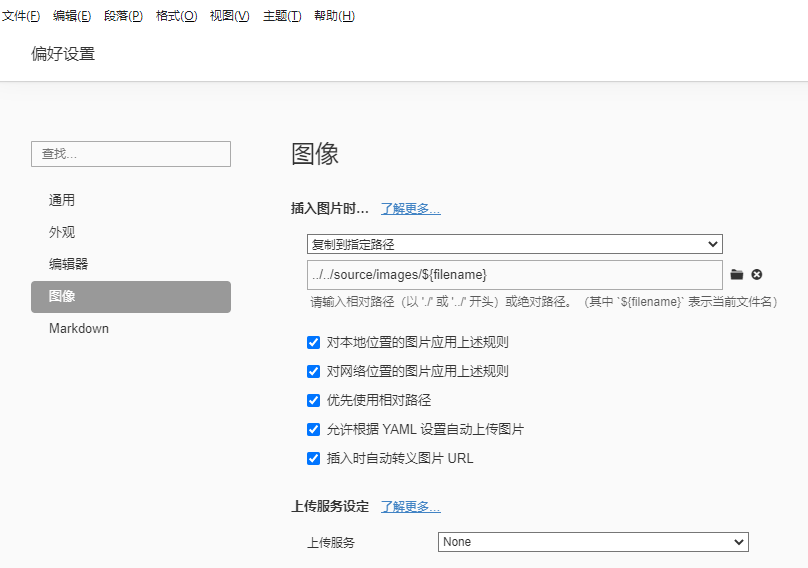 文件(F) 编辑(E) 段落(P) 格式(O) 视图(V) 主题(T) 帮助(H)
偏好设置
查找...
通用
外观
编辑器
图像
Markdown
图像
插入图片时... 了解更多...
复制到指定路径
../../source/images/${filename}
请输入相对路径（以 './' 或 '../' 开头）或绝对路径。（其中 `${filename}` 表示当前文件名）
对本地位置的图片应用上述规则
对网络位置的图片应用上述规则
优先使用相对路径
允许根据 YAML 设置自动上传图片
插入时自动转义图片 URL
上传服务设定 了解更多...
上传服务 None